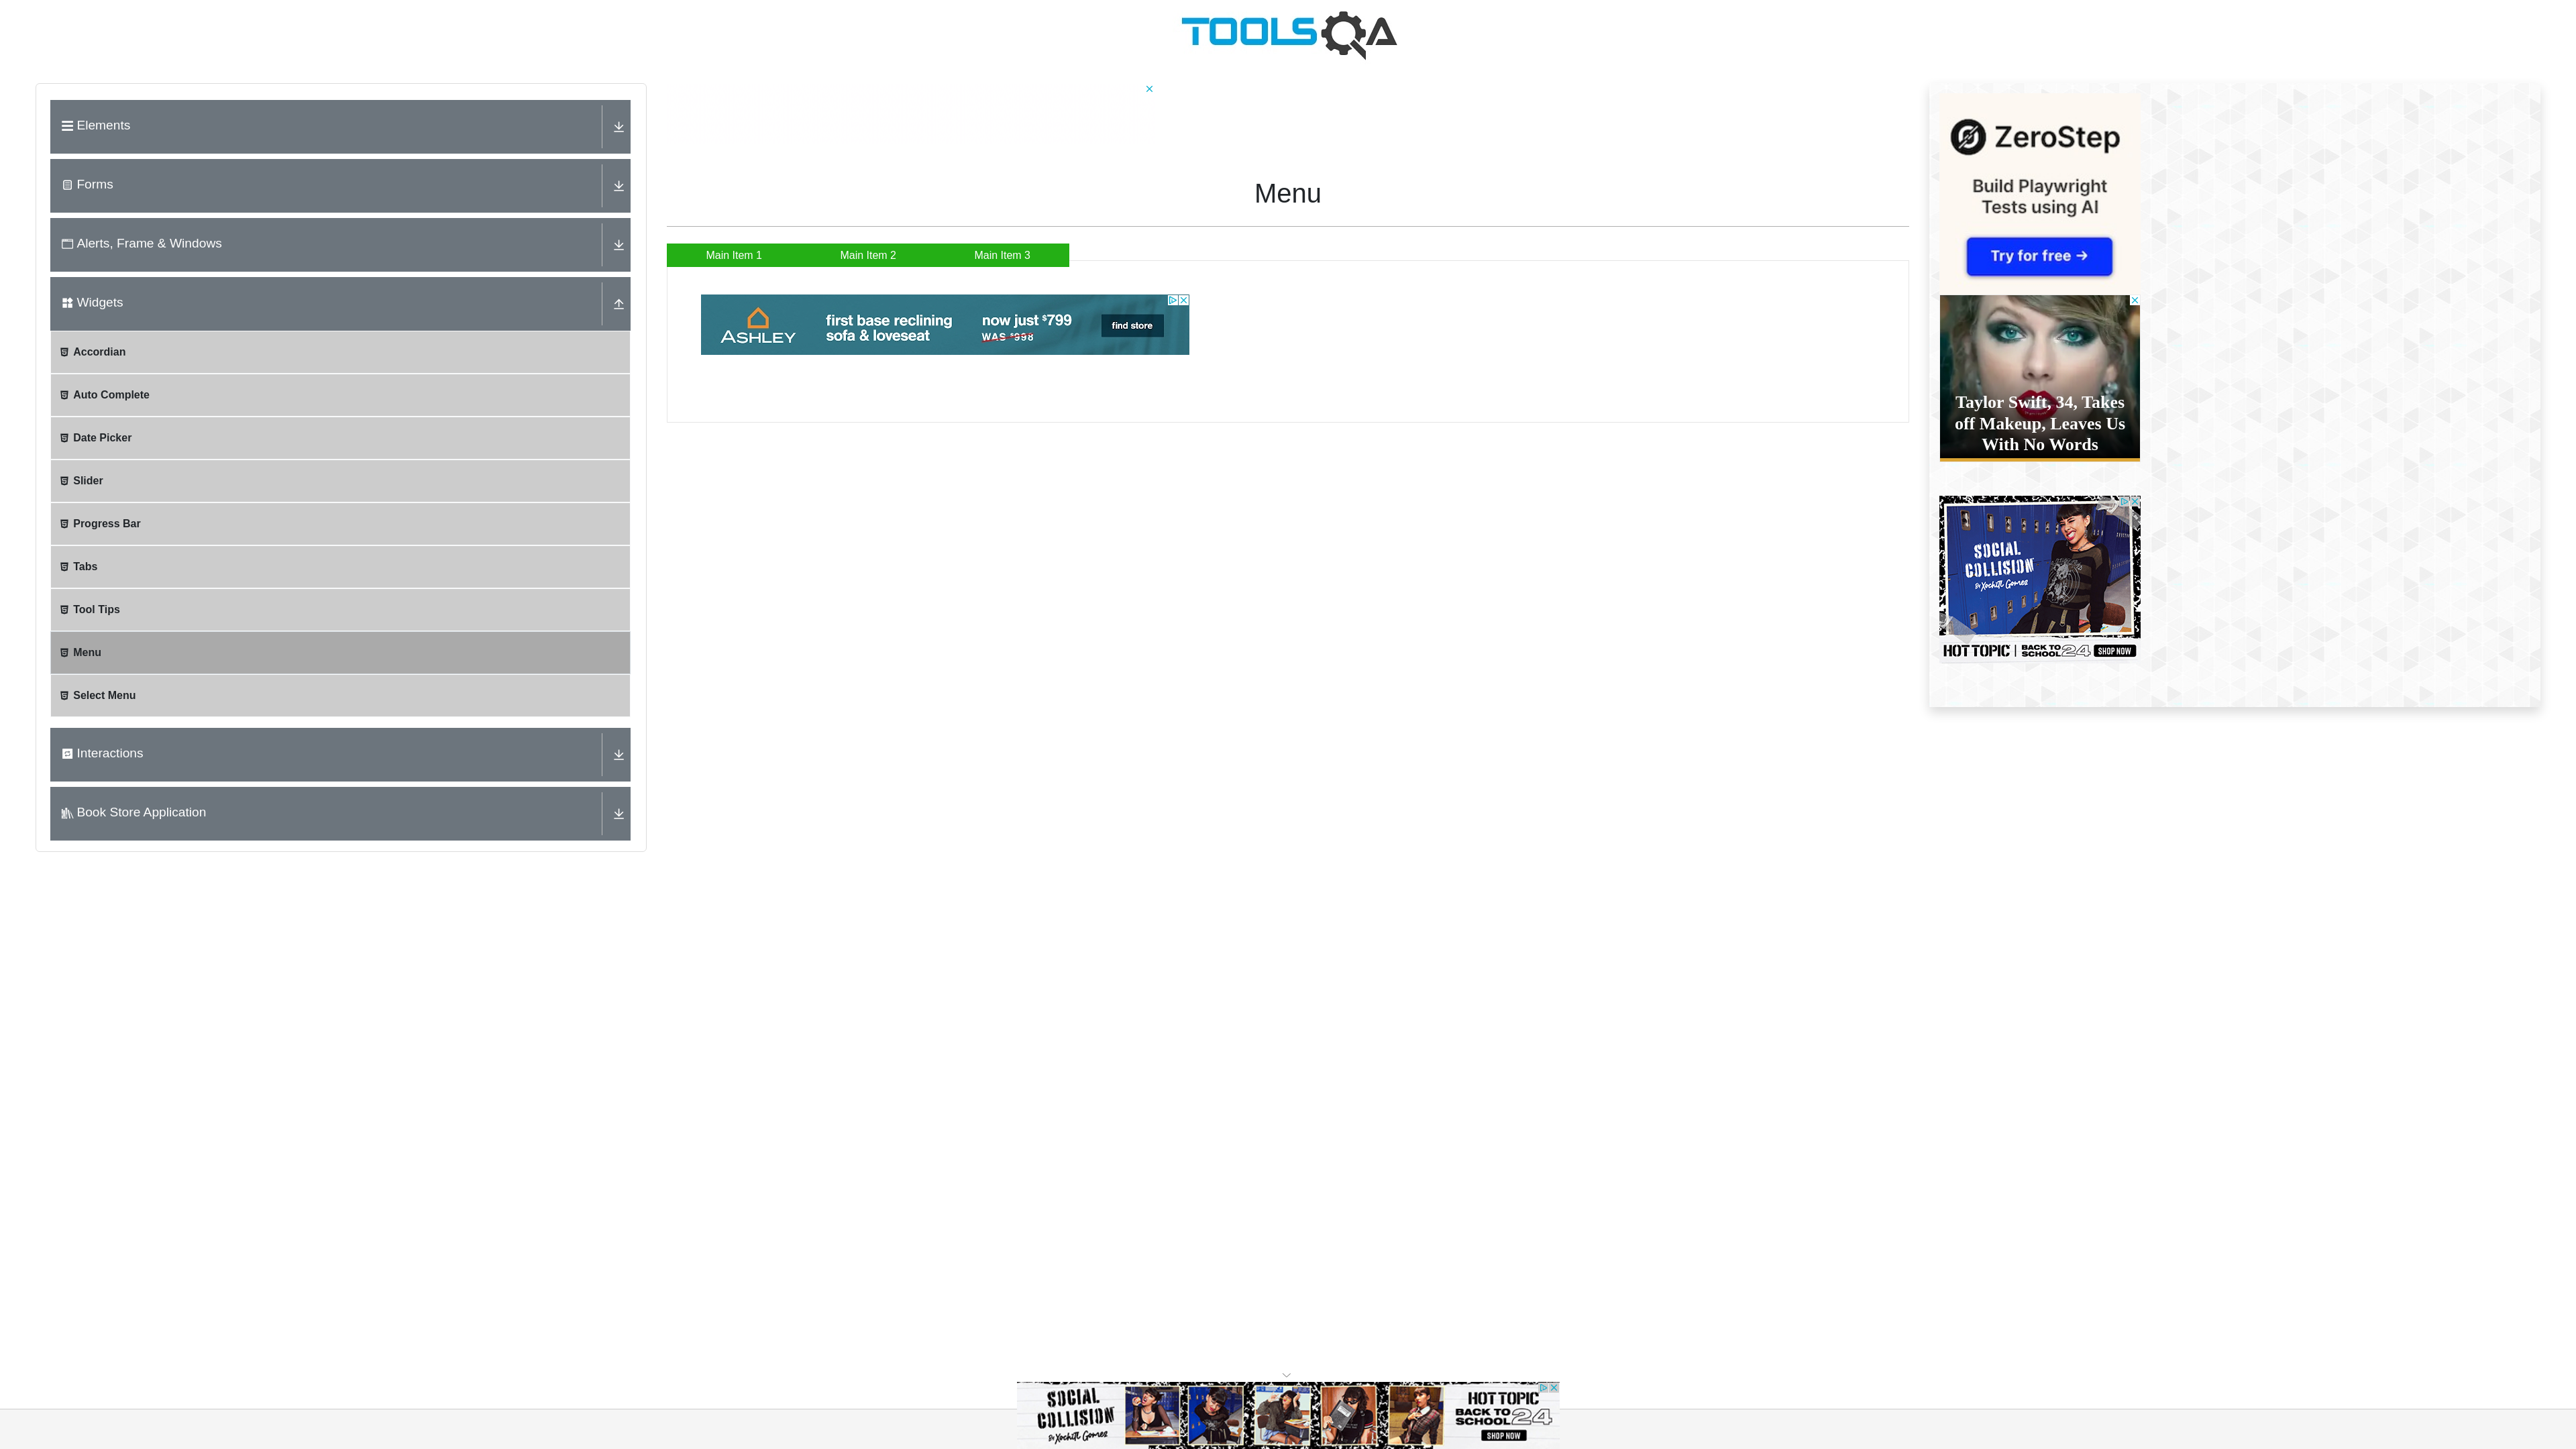 TOOLSQA
Elements
Forms
Alerts, Frame & Windows
Widgets
Accordian
Auto Complete
Date Picker
Slider
Progress Bar
Tabs
Tool Tips
Menu
Select Menu
Interactions
Book Store Application
Menu
Main Item 1
Main Item 2
Main Item 3
ASHLEY
first base reclining
sofa & loveseat
now just $799
WAS $998
find store
ZeroStep
Build Playwright
Tests using AI
Try for free →
Taylor Swift, 34, Takes
off Makeup, Leaves Us
With No Words
SOCIAL
COLLISION
By Xochitl Gomez
HOT TOPIC | BACK TO SCHOOL 24 SHOP NOW
SOCIAL
COLLISION
By Xochitl Gomez
HOT TOPIC
BACK TO
SCHOOL 24
SHOP NOW